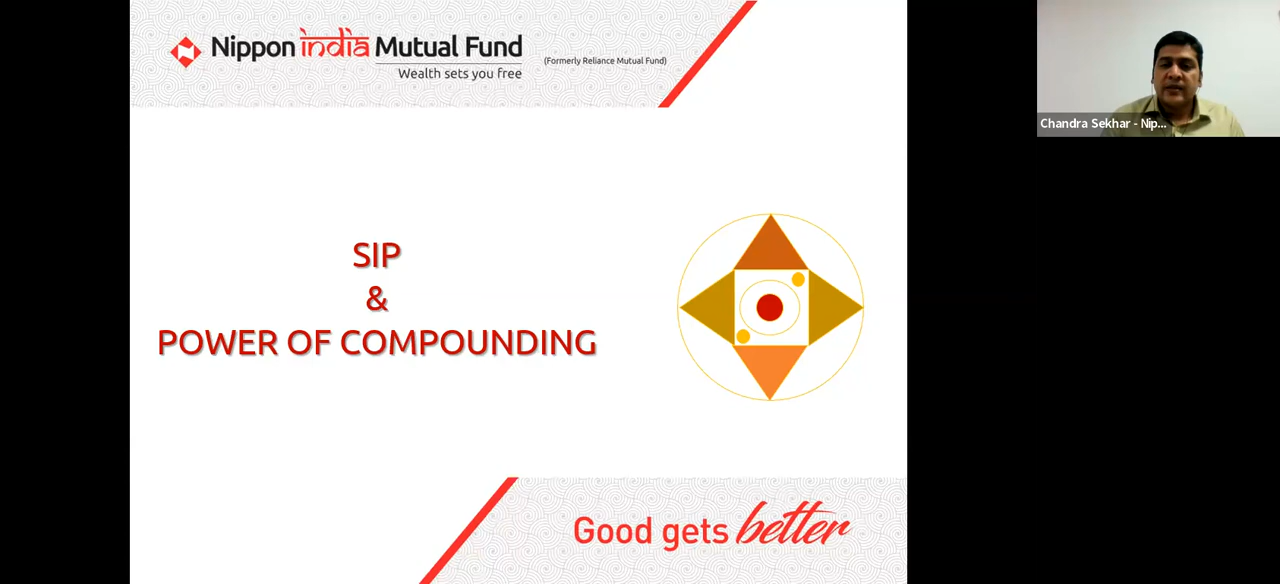 Nippon india Mutual Fund
Wealth sets you free
(Formerly Reliance Mutual Fund)
Chandra Sekhar - Nip...
SIP
&
POWER OF COMPOUNDING
Good gets better